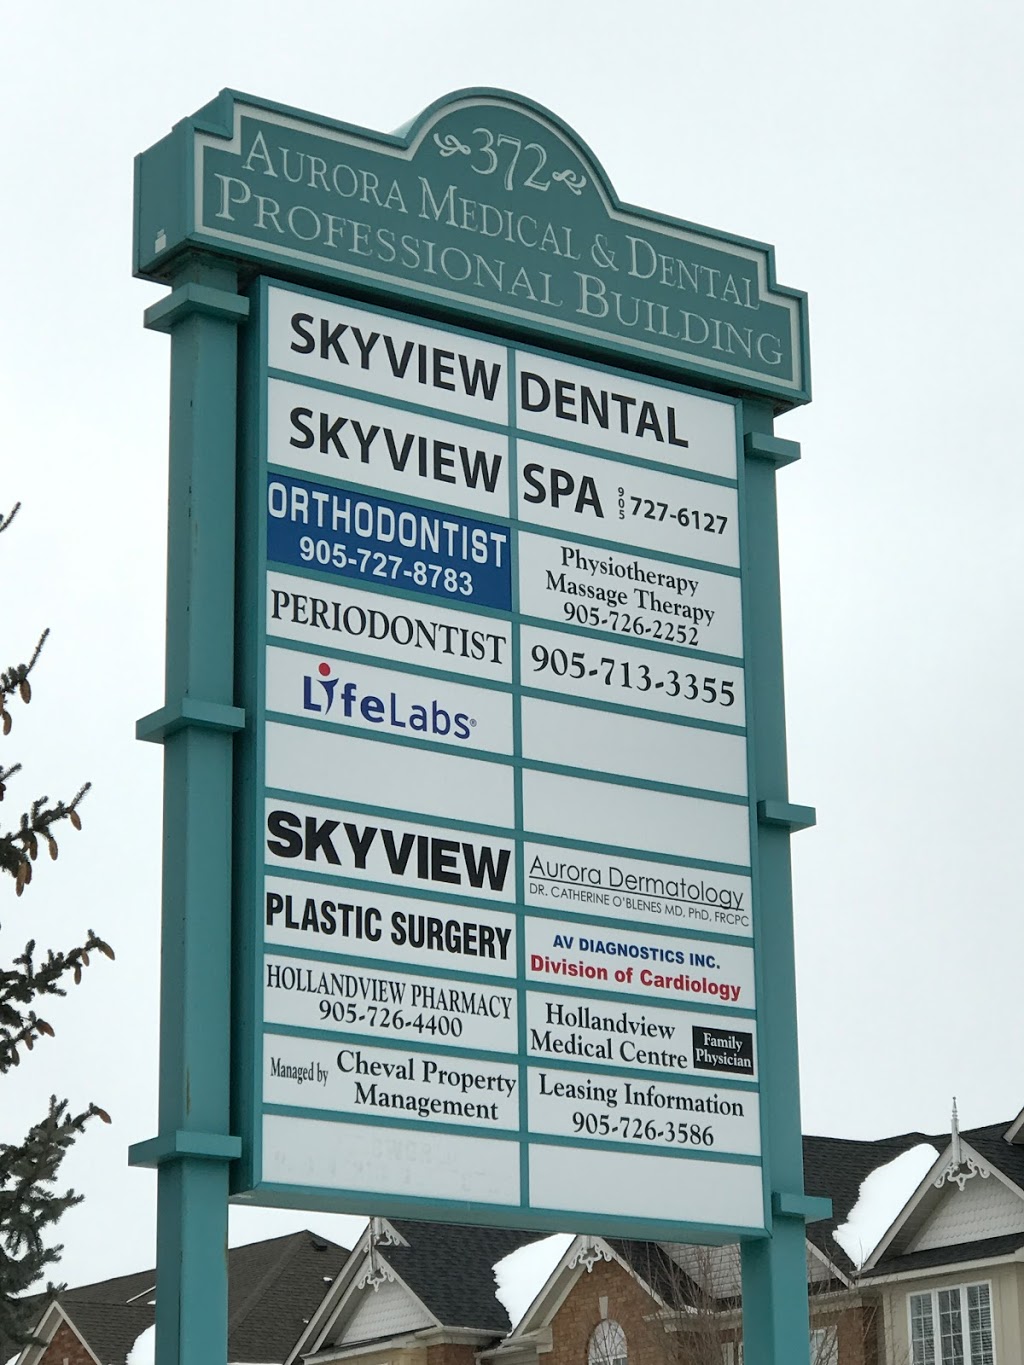 372
AURORA MEDICAL & DENTAL
PROFESSIONAL BUILDING
SKYVIEW DENTAL
SKYVIEW SPA 905 727-6127
ORTHODONTIST
905-727-8783
Physiotherapy
Massage Therapy
905-726-2252
PERIODONTIST 905-713-3355
LifeLabs®
SKYVIEW
PLASTIC SURGERY
Aurora Dermatology
DR. CATHERINE O'BLENES MD, PhD, FRCPC
AV DIAGNOSTICS INC.
Division of Cardiology
HOLLANDVIEW PHARMACY
905-726-4400
Hollandview
Medical Centre
Family
Physician
Managed by Cheval Property
Management
Leasing Information
905-726-3586